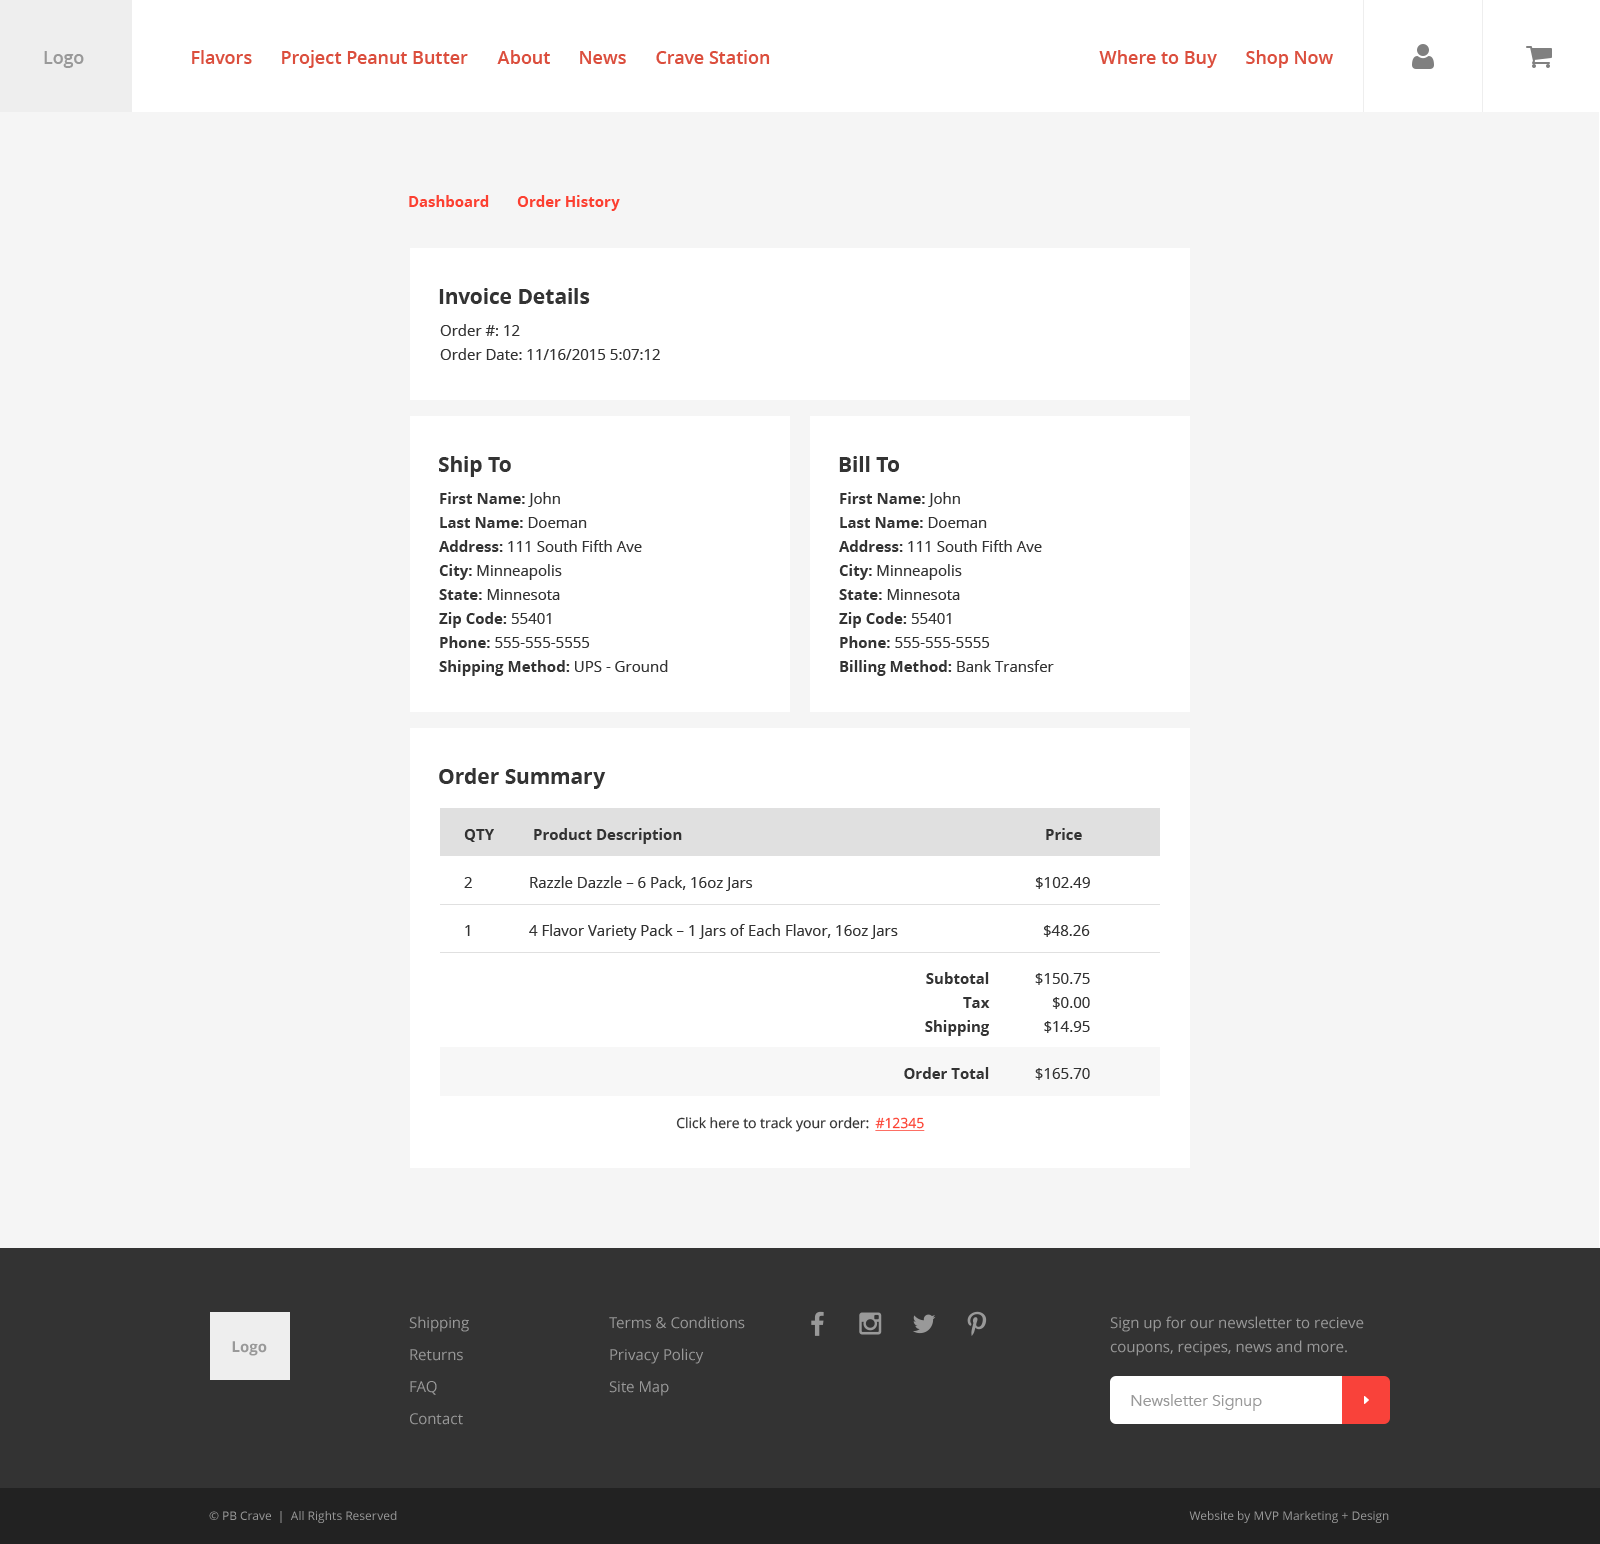 Logo
Flavors Project Peanut Butter About News Crave Station Where to Buy Shop Now
Dashboard Order History
Invoice Details
Order #: 12
Order Date: 11/16/2015 5:07:12
Ship To
First Name: John
Last Name: Doeman
Address: 111 South Fifth Ave
City: Minneapolis
State: Minnesota
Zip Code: 55401
Phone: 555-555-5555
Shipping Method: UPS - Ground
Bill To
First Name: John
Last Name: Doeman
Address: 111 South Fifth Ave
City: Minneapolis
State: Minnesota
Zip Code: 55401
Phone: 555-555-5555
Billing Method: Bank Transfer
Order Summary
QTY Product Description Price
2 Razzle Dazzle – 6 Pack, 16oz Jars $102.49
1 4 Flavor Variety Pack – 1 Jars of Each Flavor, 16oz Jars $48.26
Subtotal $150.75
Tax $0.00
Shipping $14.95
Order Total $165.70
Click here to track your order: #12345
Logo
Shipping
Returns
FAQ
Contact
Terms & Conditions
Privacy Policy
Site Map
Sign up for our newsletter to recieve
coupons, recipes, news and more.
Newsletter Signup
© PB Crave | All Rights Reserved
Website by MVP Marketing + Design